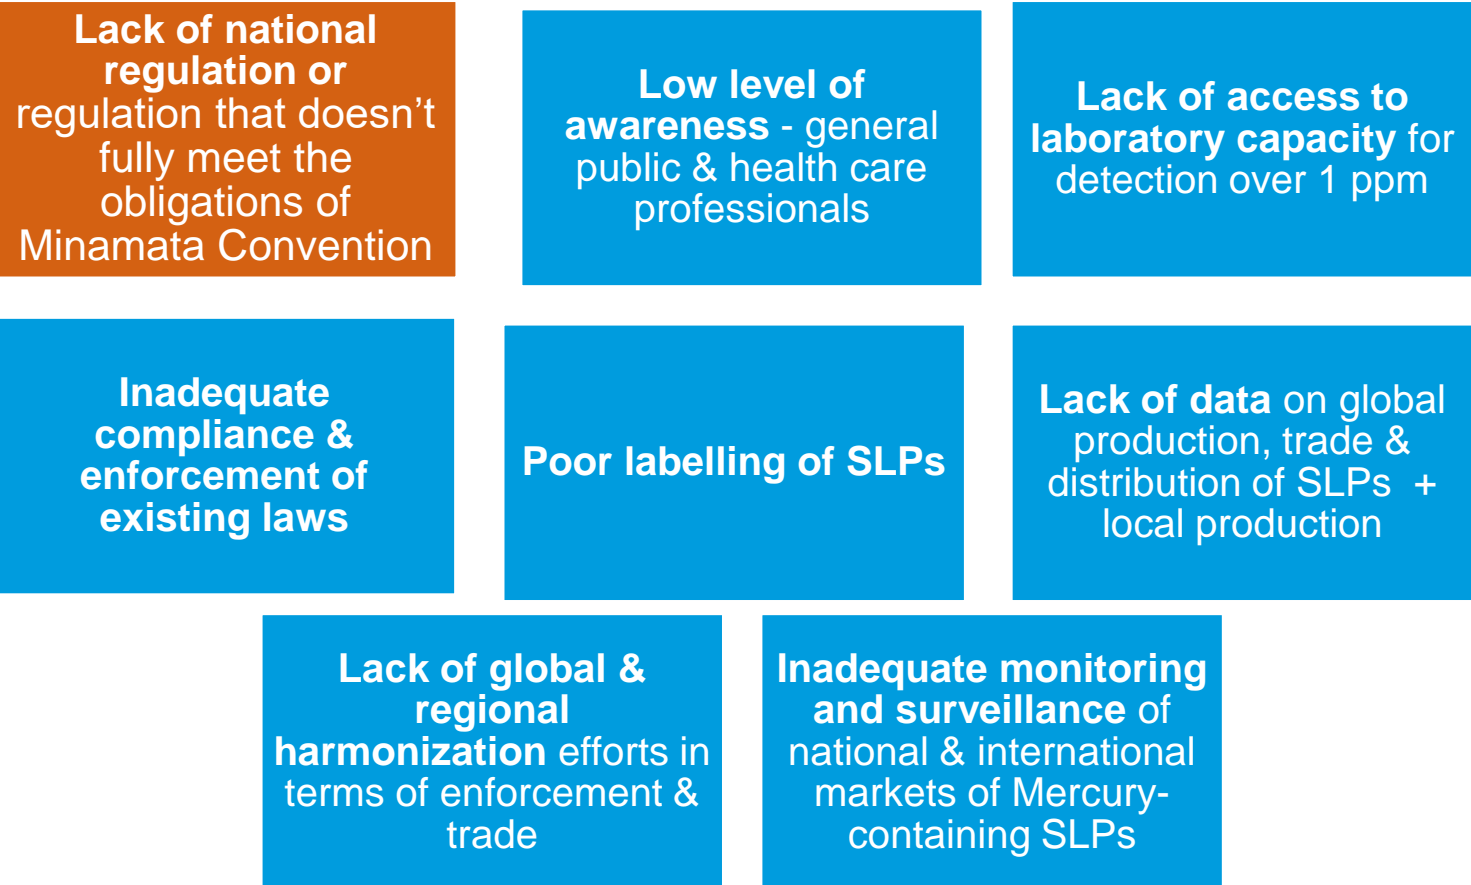 Lack of national
regulation or
regulation that doesn’t
fully meet the
obligations of
Minamata Convention
Low level of
awareness - general
public & health care
professionals
Lack of access to
laboratory capacity for
detection over 1 ppm
Inadequate
compliance &
enforcement of
existing laws
Poor labelling of SLPs
Lack of data on global
production, trade &
distribution of SLPs +
local production
Lack of global &
regional
harmonization efforts in
terms of enforcement &
trade
Inadequate monitoring
and surveillance of
national & international
markets of Mercury-
containing SLPs